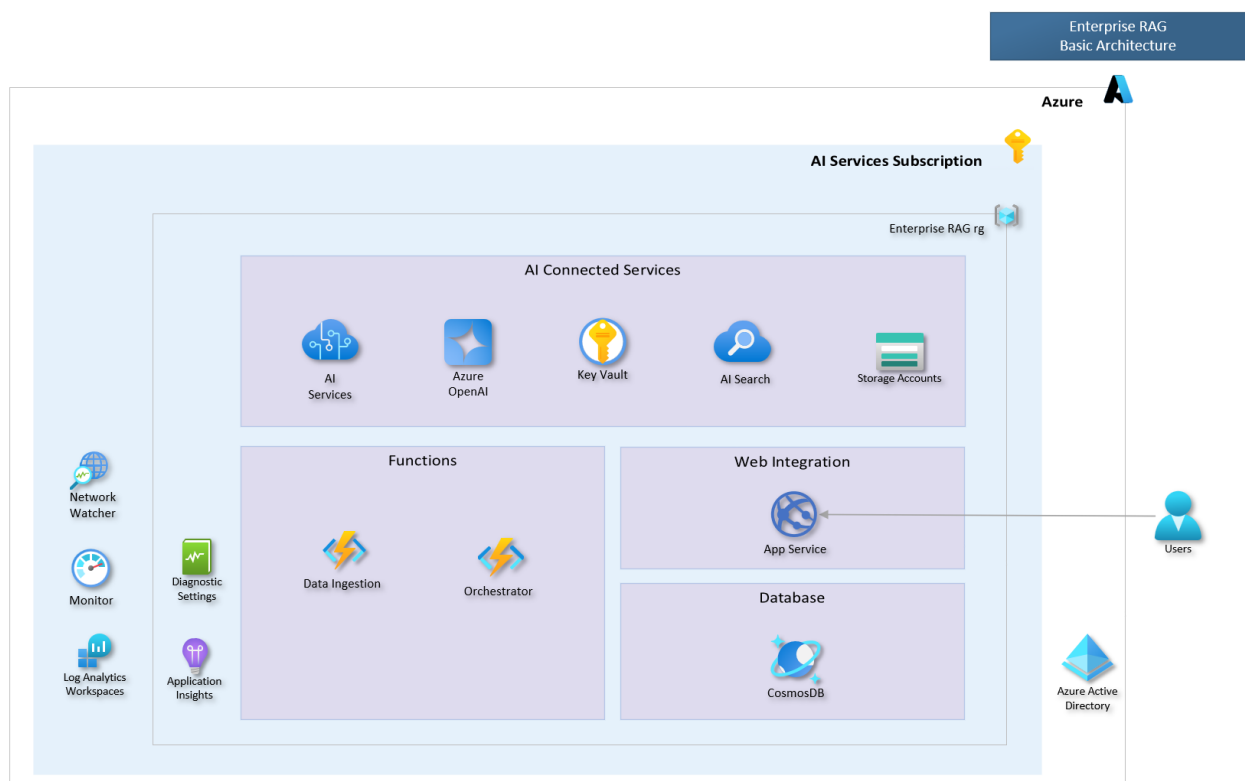 Enterprise RAG
Basic Architecture
Azure
AI Services Subscription
Enterprise RAG rg
AI Connected Services
AI
Services
Azure
OpenAI
Key Vault
AI Search
Storage Accounts
Functions
Data Ingestion
Orchestrator
Web Integration
App Service
Database
CosmosDB
Network
Watcher
Monitor
Log Analytics
Workspaces
Diagnostic
Settings
Application
Insights
Users
Azure Active
Directory